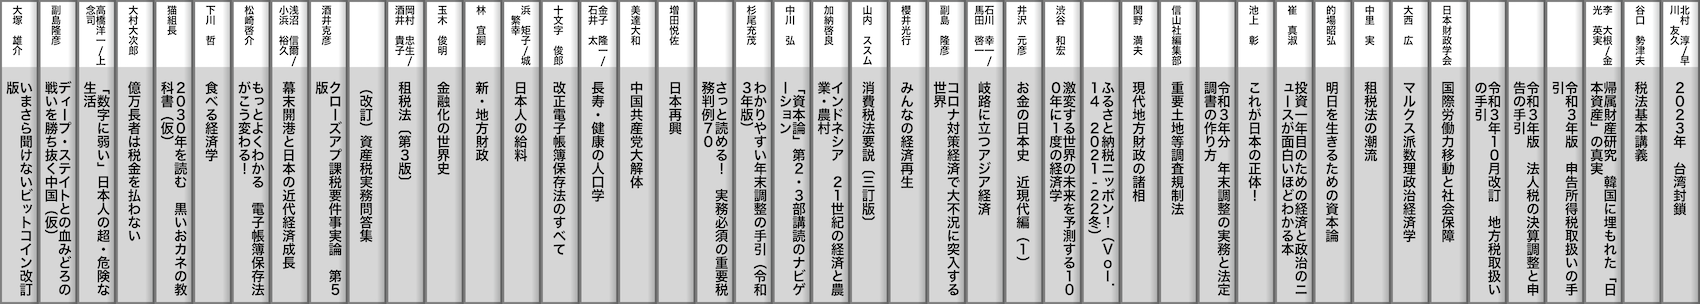 北村 淳/早
川 友久
2023年 台湾封鎖
谷口 勢津夫
税法基本講義
李 大根/金
光 英実
帰属財産研究 韓国に埋もれた「日
本資産」の真実
令和3年版 申告所得税取扱いの手
引
令和3年版 法人税の決算調整と申
告の手引
令和3年10月改訂 地方税取扱い
の手引
日本財政学会
国際労働力移動と社会保障
大西 広
マルクス派数理政治経済学
中里 実
租税法の潮流
的場昭弘
明日を生きるための資本論
崔 真淑
投資一年目のための経済と政治のニ
ュースが面白いほどわかる本
池上 彰
これが日本の正体！
令和3年分 年末調整の実務と法定
調書の作り方
信山社編集部
重要土地等調査規制法
関野 満夫
現代地方財政の諸相
ふるさと納税ニッポン！（Vol．
14 2021-22冬）
渋谷 和宏
激変する世界の未来を予測する10
0年に1度の経済学
井沢 元彦
お金の日本史 近現代編（1）
石川 幸一/
馬田 啓一
岐路に立つアジア経済
副島 隆彦
コロナ対策経済で大不況に突入する
世界
櫻井光行
みんなの経済再生
山内 ススム
消費税法要説（三訂版）
加納啓良
インドネシア 21世紀の経済と農
業・農村
中川 弘
「資本論」第2・3部講読のナビゲ
ーション
杉尾充茂
わかりやすい年末調整の手引（令和
3年版）
さっと読める！ 実務必須の重要税
務判例70
増田悦佐
日本再興
美達大和
中国共産党大解体
金子 隆一/
石井 太
長寿・健康の人口学
十文字 俊郎
改正電子帳簿保存法のすべて
浜 矩子/城
繁幸
日本人の給料
林 宜嗣
新・地方財政
玉木 俊明
金融化の世界史
岡村 忠生/
酒井 貴子
租税法〔第3版〕
（改訂）資産税実務問答集
酒井克彦
クローズアップ課税要件事実論 第5
版
浅沼 信爾/
小浜 裕久
幕末開港と日本の近代経済成長
松崎啓介
もっとよくわかる 電子帳簿保存法
がこう変わる！
下川 哲
食べる経済学
猫組長
2030年を読む 黒いおカネの教
科書（仮）
大村大次郎
億万長者は税金を払わない
高橋洋一/上
念司
「数字に弱い」日本人の超・危険な
生活
副島隆彦
ディープ・ステイトとの血みどろの
戦いを勝ち抜く中国（仮）
大塚 雄介
いまさら聞けないビットコイン改訂
版